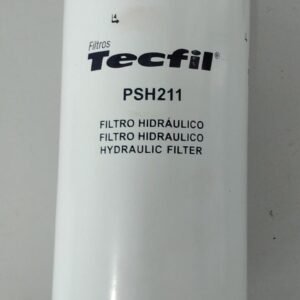 Filtros
Tecfil
PSH211
FILTRO HIDRÁULICO
FILTRO HIDRAULICO
HYDRAULIC FILTER